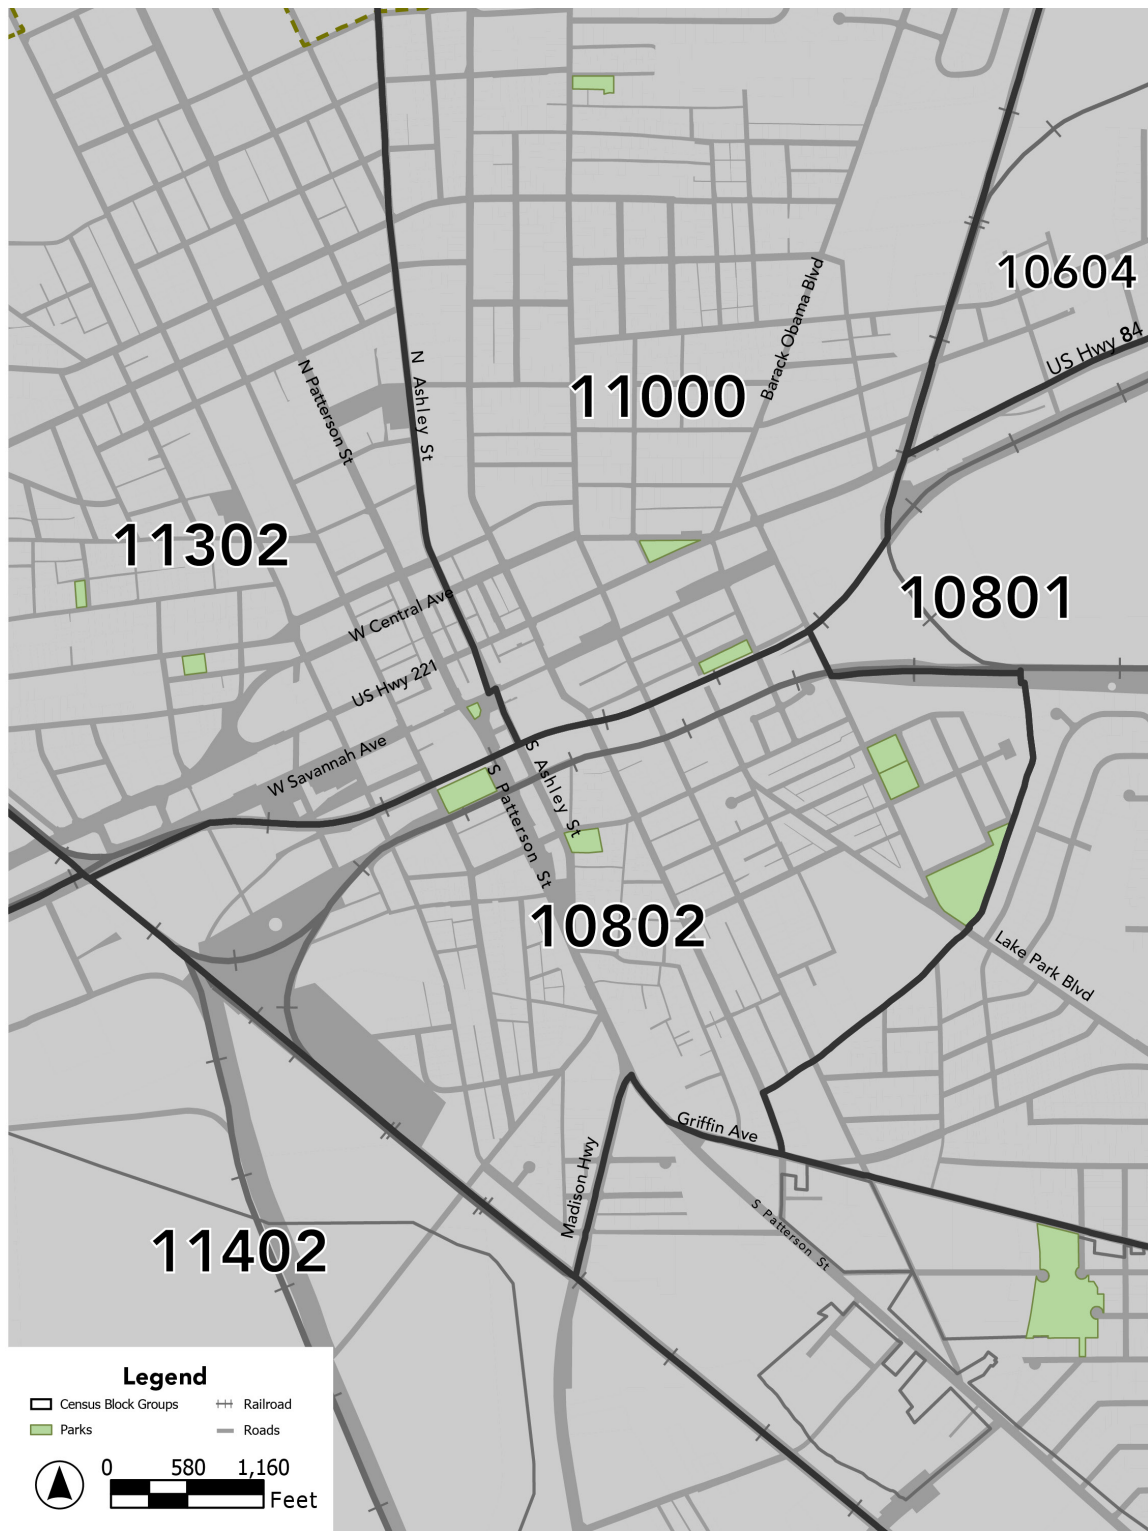 10604
US Hwy 84
Barack Obama Blvd
N Patterson St
N Ashley St
11000
11302
W Central Ave
10801
US Hwy 221
W Savannah Ave
S Ashley St
S Patterson St
10802
Lake Park Blvd
Griffin Ave
Madison Hwy
S Patterson St
11402
Legend
Census Block Groups
Railroad
Parks
Roads
0 580 1,160
Feet